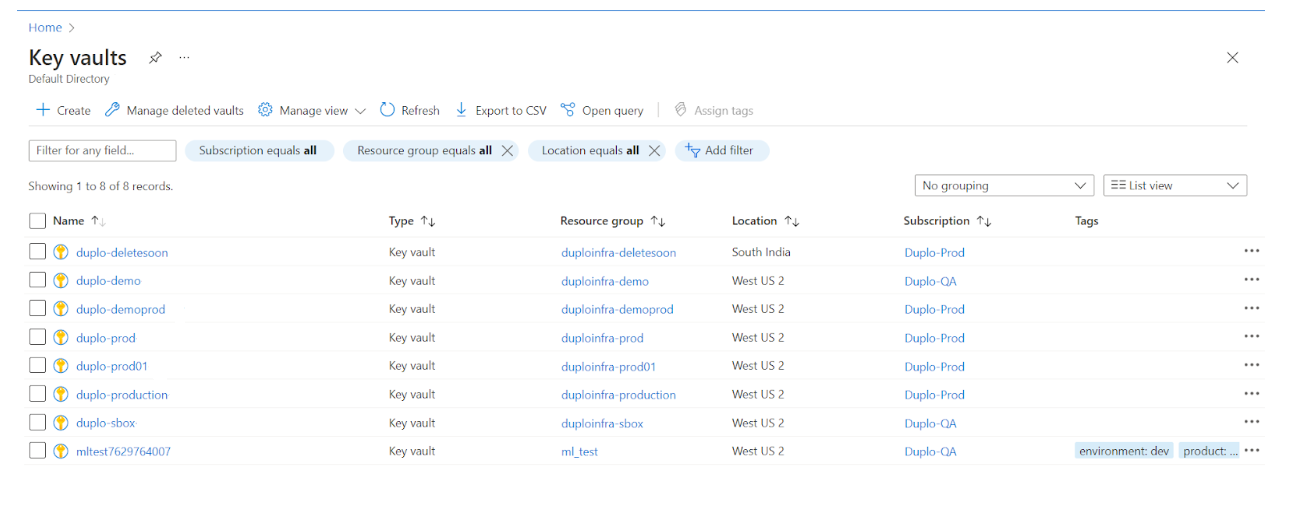 Home
Key vaults ...
Default Directory
Create Manage deleted vaults Manage view Refresh Export to CSV Open query Assign tags
Filter for any field... Subscription equals all Resource group equals all Location equals all Add filter
Showing 1 to 8 of 8 records. No grouping List view
Name Type Resource group Location Subscription Tags
duplo-deletesoon Key vault duploinfra-deletesoon South India Duplo-Prod
duplo-demo Key vault duploinfra-demo West US 2 Duplo-QA
duplo-demoprod Key vault duploinfra-demoprod West US 2 Duplo-Prod
duplo-prod Key vault duploinfra-prod West US 2 Duplo-Prod
duplo-prod01 Key vault duploinfra-prod01 West US 2 Duplo-Prod
duplo-production Key vault duploinfra-production West US 2 Duplo-Prod
duplo-sbox Key vault duploinfra-sbox West US 2 Duplo-QA
mltest7629764007 Key vault ml_test West US 2 Duplo-QA environment: dev product: ...